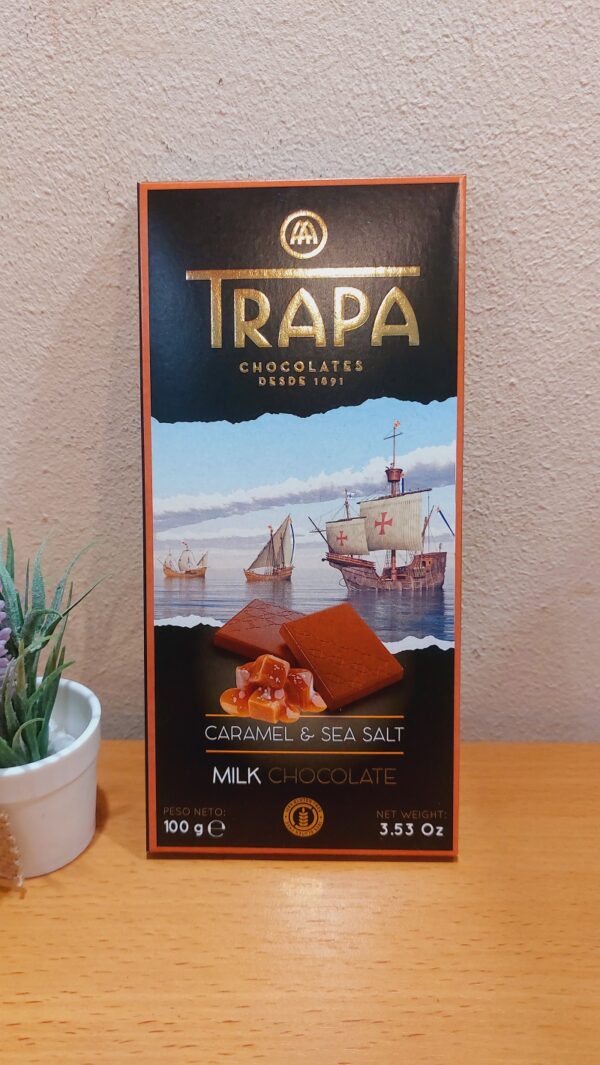 TRAPA
CHOCOLATES
DESDE 1891
CARAMEL & SEA SALT
MILK CHOCOLATE
PESO NETO:
100 g ℮
NET WEIGHT:
3.53 Oz